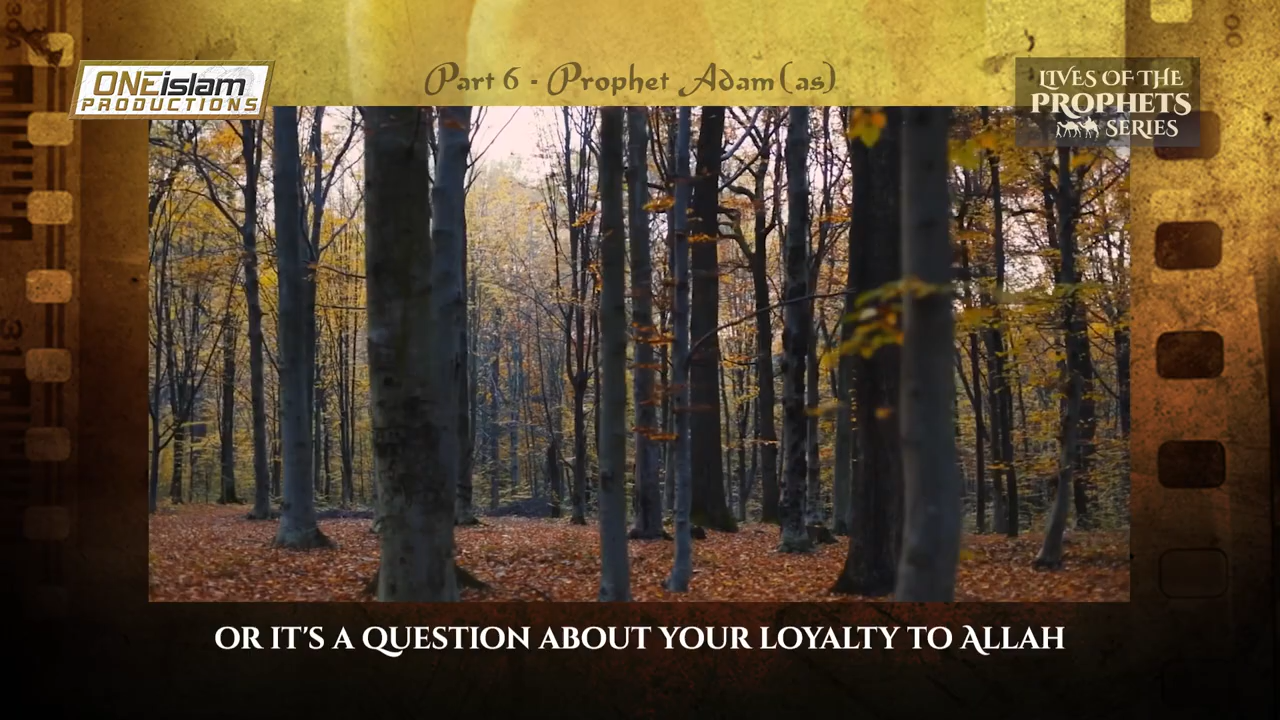 ONEislam
PRODUCTIONS
Part 6 - Prophet Adam (as)
LIVES OF THE
PROPHETS
SERIES
OR IT'S A QUESTION ABOUT YOUR LOYALTY TO ALLAH